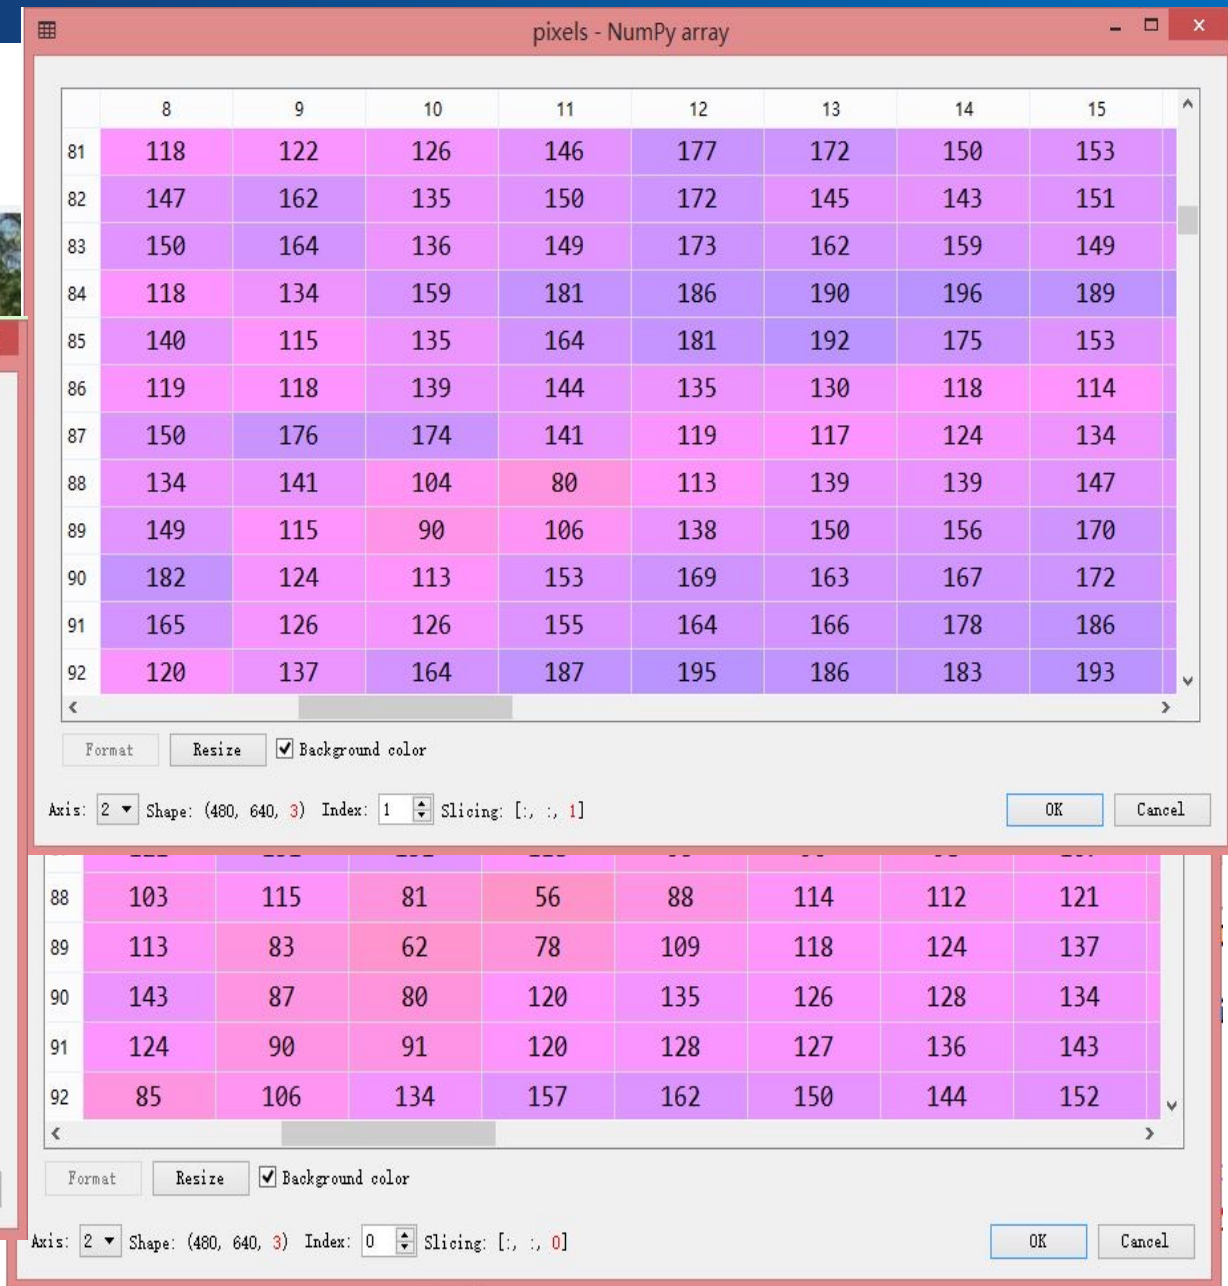 pixels - NumPy array
8 9 10 11 12 13 14 15
81 118 122 126 146 177 172 150 153
82 147 162 135 150 172 145 143 151
83 150 164 136 149 173 162 159 149
84 118 134 159 181 186 190 196 189
85 140 115 135 164 181 192 175 153
86 119 118 139 144 135 130 118 114
87 150 176 174 141 119 117 124 134
88 134 141 104 80 113 139 139 147
89 149 115 90 106 138 150 156 170
90 182 124 113 153 169 163 167 172
91 165 126 126 155 164 166 178 186
92 120 137 164 187 195 186 183 193
Format Resize Background color
Axis: 2 Shape: (480, 640, 3) Index: 1 Slicing: [:, :, 1] OK Cancel
88 103 115 81 56 88 114 112 121
89 113 83 62 78 109 118 124 137
90 143 87 80 120 135 126 128 134
91 124 90 91 120 128 127 136 143
92 85 106 134 157 162 150 144 152
Format Resize Background color
Axis: 2 Shape: (480, 640, 3) Index: 0 Slicing: [:, :, 0] OK Cancel